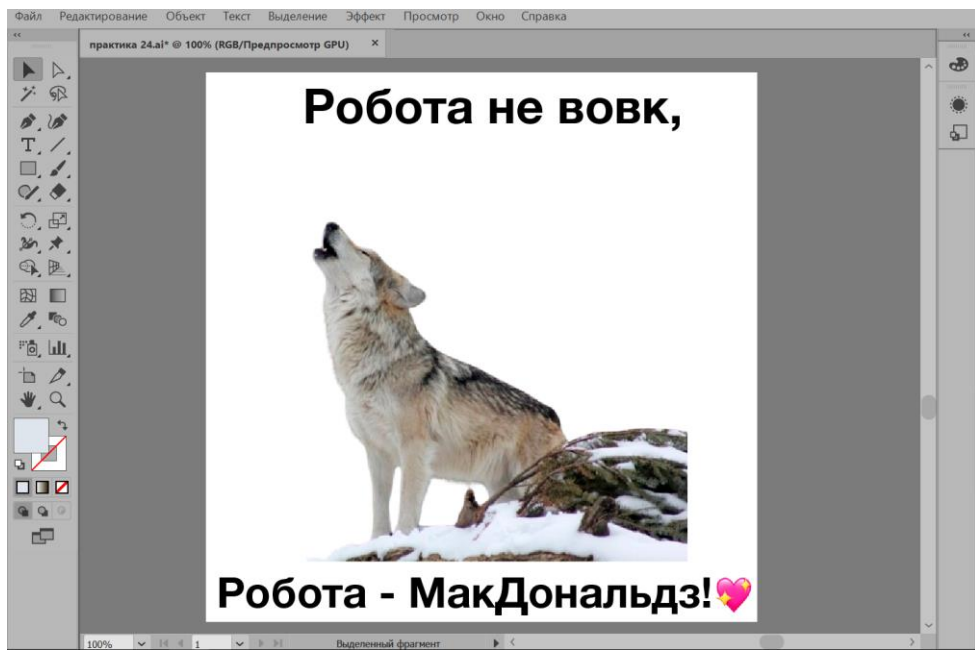 Файл Редактирование Объект Текст Выделение Эффект Просмотр Окно Справка
практика 24.ai* @ 100% (RGB/Предпросмотр GPU) ×
Робота не вовк,
Робота - МакДональдз!💖
100% 1 Выделенный фрагмент